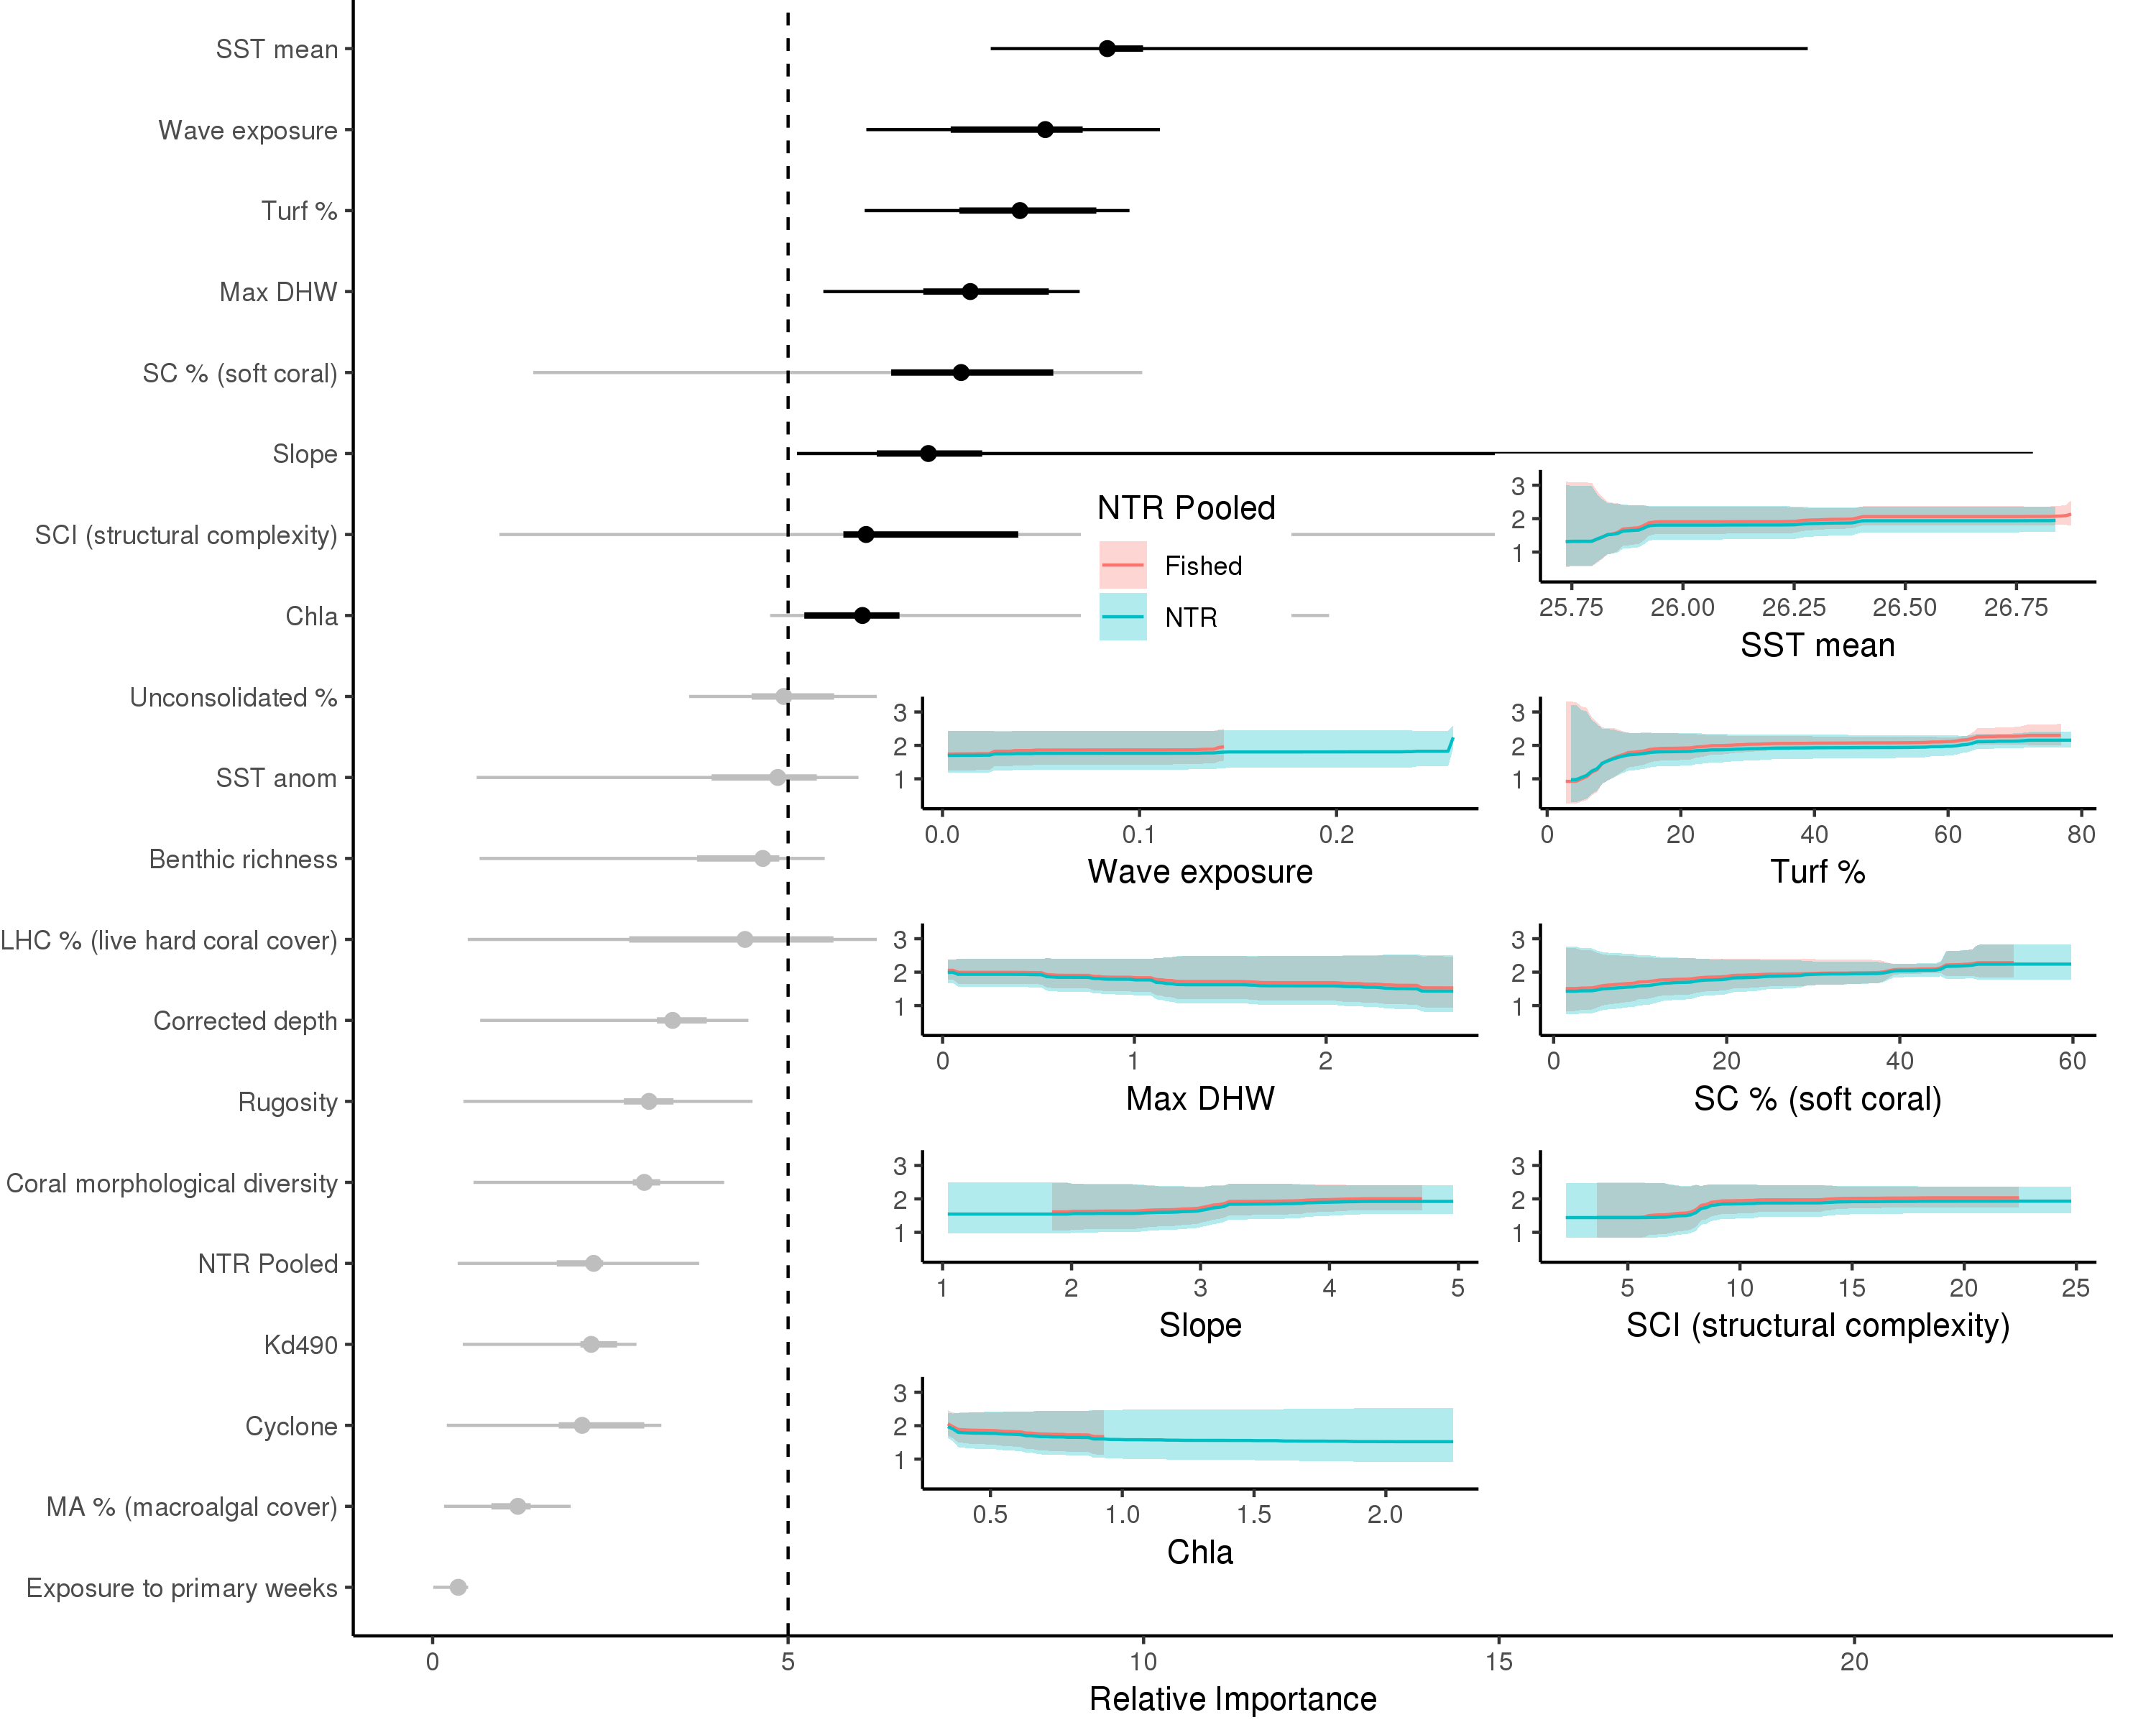 SST mean
Wave exposure
Turf %
Max DHW
SC % (soft coral)
Slope
SCI (structural complexity)
Chla
Unconsolidated %
SST anom
Benthic richness
LHC % (live hard coral cover)
Corrected depth
Rugosity
Coral morphological diversity
NTR Pooled
Kd490
Cyclone
MA % (macroalgal cover)
Exposure to primary weeks
0 5 10 15 20
Relative Importance
NTR Pooled
Fished
NTR
3
2
1
25.75 26.00 26.25 26.50 26.75
SST mean
3
2
1
0.0 0.1 0.2
Wave exposure
3
2
1
0 20 40 60 80
Turf %
3
2
1
0 1 2
Max DHW
3
2
1
0 20 40 60
SC % (soft coral)
3
2
1
1 2 3 4 5
Slope
3
2
1
5 10 15 20 25
SCI (structural complexity)
3
2
1
0.5 1.0 1.5 2.0
Chla